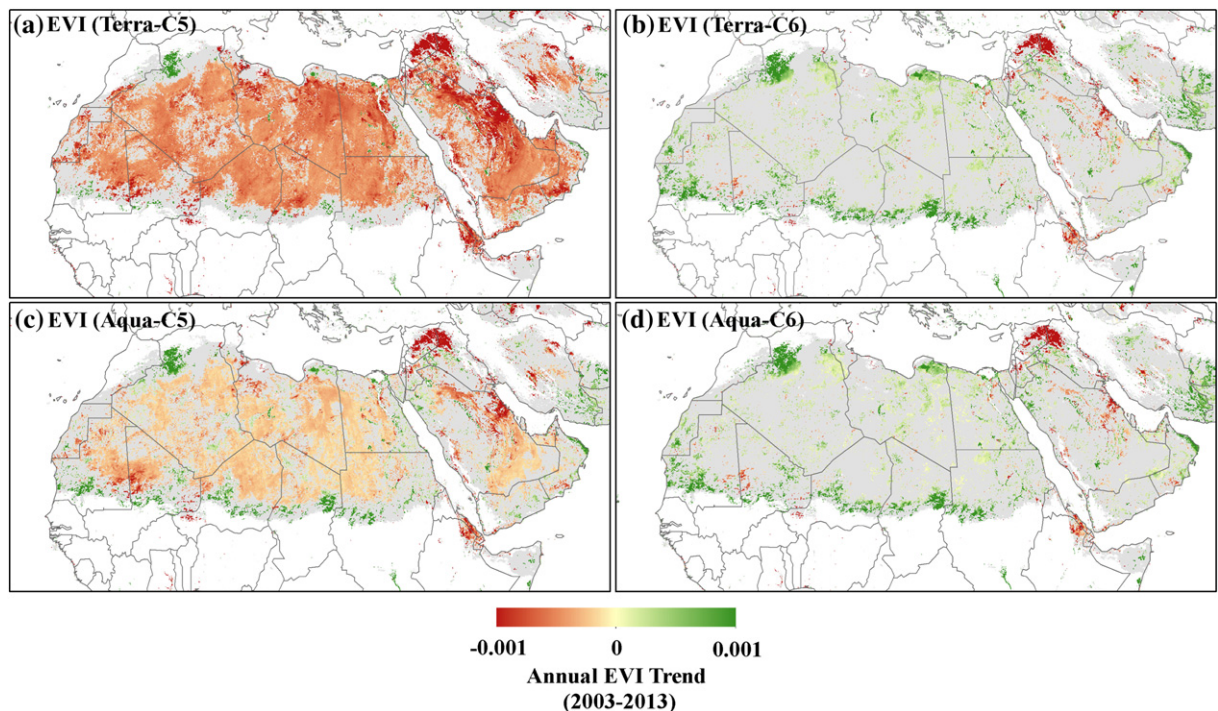 (a) EVI (Terra-C5)
(b) EVI (Terra-C6)
(c) EVI (Aqua-C5)
(d) EVI (Aqua-C6)
-0.001 0 0.001
Annual EVI Trend
(2003-2013)